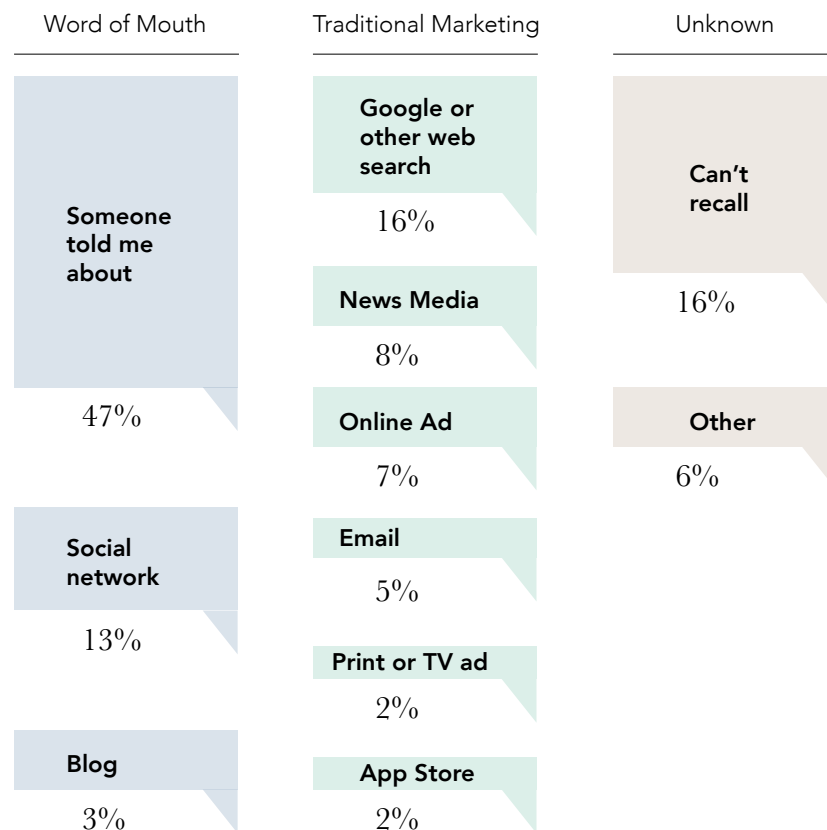 Word of Mouth
Someone
told me
about
47%
Social
network
13%
Blog
3%
Traditional Marketing
Google or
other web
search
16%
News Media
8%
Online Ad
7%
Email
5%
Print or TV ad
2%
App Store
2%
Unknown
Can't
recall
16%
Other
6%